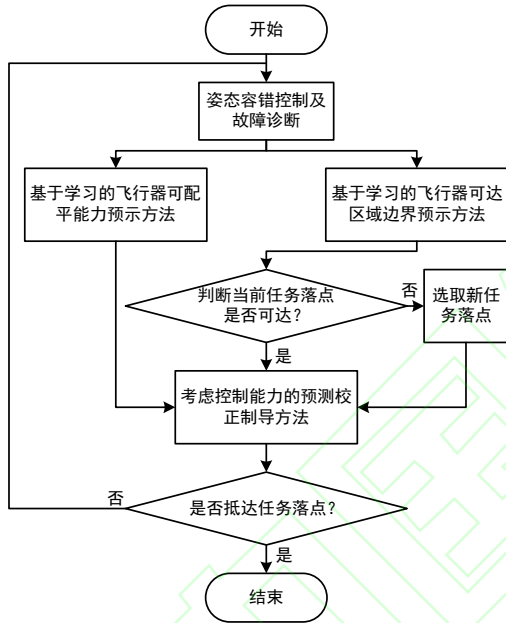 开始
姿态容错控制及
故障诊断
基于学习的飞行器可配
平能力预示方法
基于学习的飞行器可达
区域边界预示方法
判断当前任务落点
是否可达？
否
选取新任
务落点
是
考虑控制能力的预测校
正制导方法
否
是否抵达任务落点？
是
结束